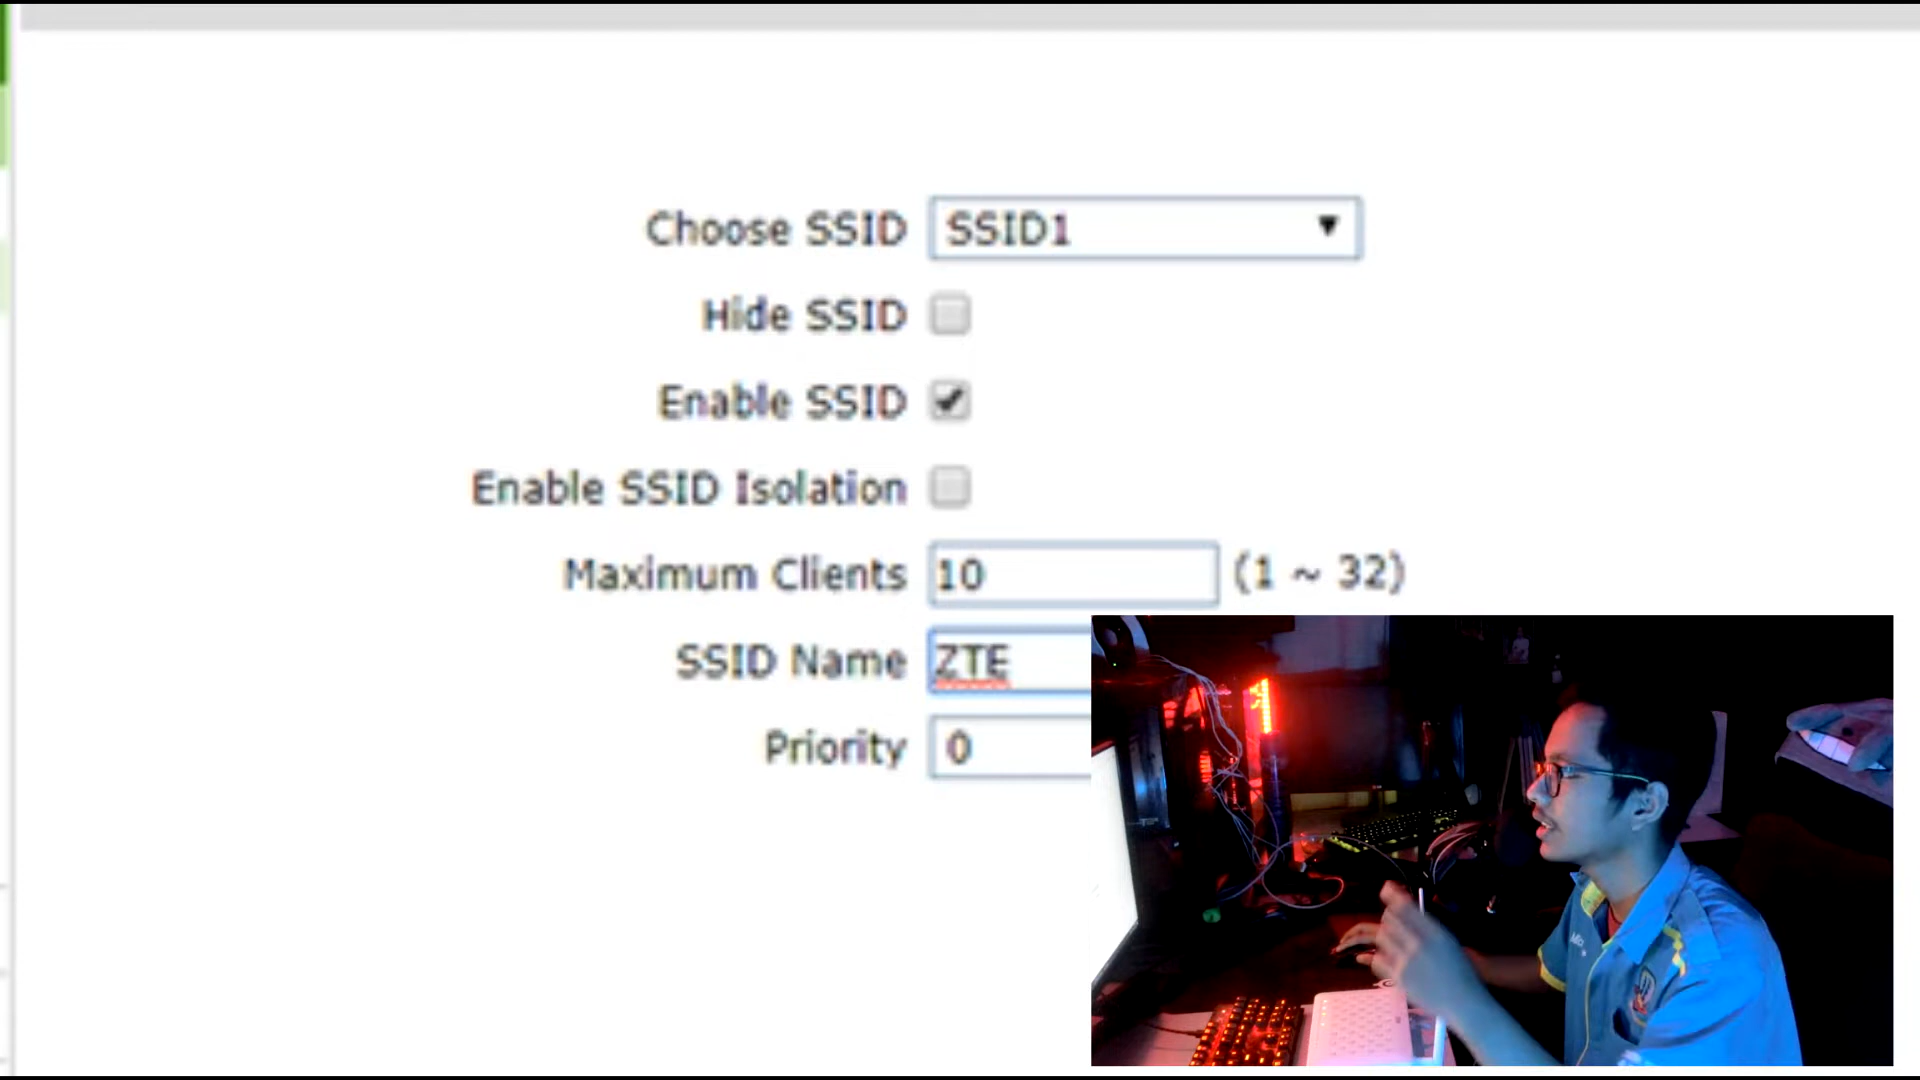 Choose SSID SSID1
Hide SSID
Enable SSID
Enable SSID Isolation
Maximum Clients 10 (1 ~ 32)
SSID Name ZTE
Priority 0